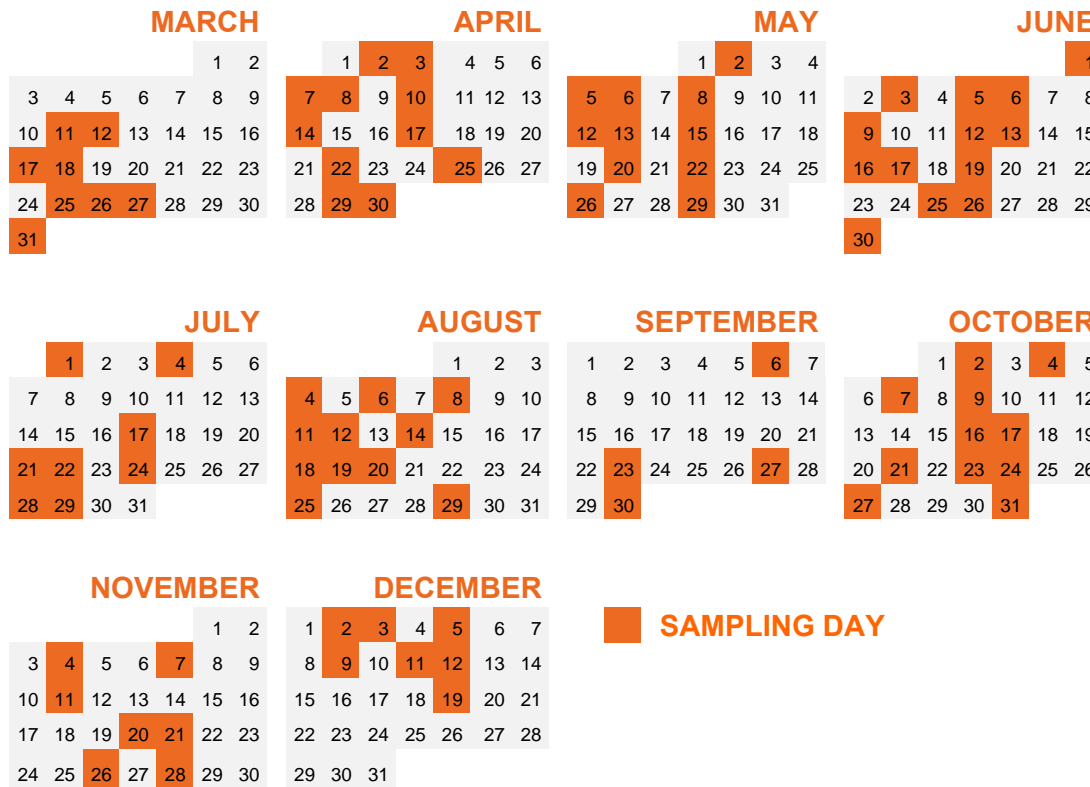 MARCH
1 2
3 4 5 6 7 8 9
10 11 12 13 14 15 16
17 18 19 20 21 22 23
24 25 26 27 28 29 30
31
APRIL
1 2 3 4 5 6
7 8 9 10 11 12 13
14 15 16 17 18 19 20
21 22 23 24 25 26 27
28 29 30
MAY
1 2 3 4
5 6 7 8 9 10 11
12 13 14 15 16 17 18
19 20 21 22 23 24 25
26 27 28 29 30 31
JUNE
1
2 3 4 5 6 7 8
9 10 11 12 13 14 15
16 17 18 19 20 21 22
23 24 25 26 27 28 29
30
JULY
1 2 3 4 5 6
7 8 9 10 11 12 13
14 15 16 17 18 19 20
21 22 23 24 25 26 27
28 29 30 31
AUGUST
1 2 3
4 5 6 7 8 9 10
11 12 13 14 15 16 17
18 19 20 21 22 23 24
25 26 27 28 29 30 31
SEPTEMBER
1 2 3 4 5 6 7
8 9 10 11 12 13 14
15 16 17 18 19 20 21
22 23 24 25 26 27 28
29 30
OCTOBER
1 2 3 4 5
6 7 8 9 10 11 12
13 14 15 16 17 18 19
20 21 22 23 24 25 26
27 28 29 30 31
NOVEMBER
1 2
3 4 5 6 7 8 9
10 11 12 13 14 15 16
17 18 19 20 21 22 23
24 25 26 27 28 29 30
DECEMBER
1 2 3 4 5 6 7
8 9 10 11 12 13 14
15 16 17 18 19 20 21
22 23 24 25 26 27 28
29 30 31
SAMPLING DAY